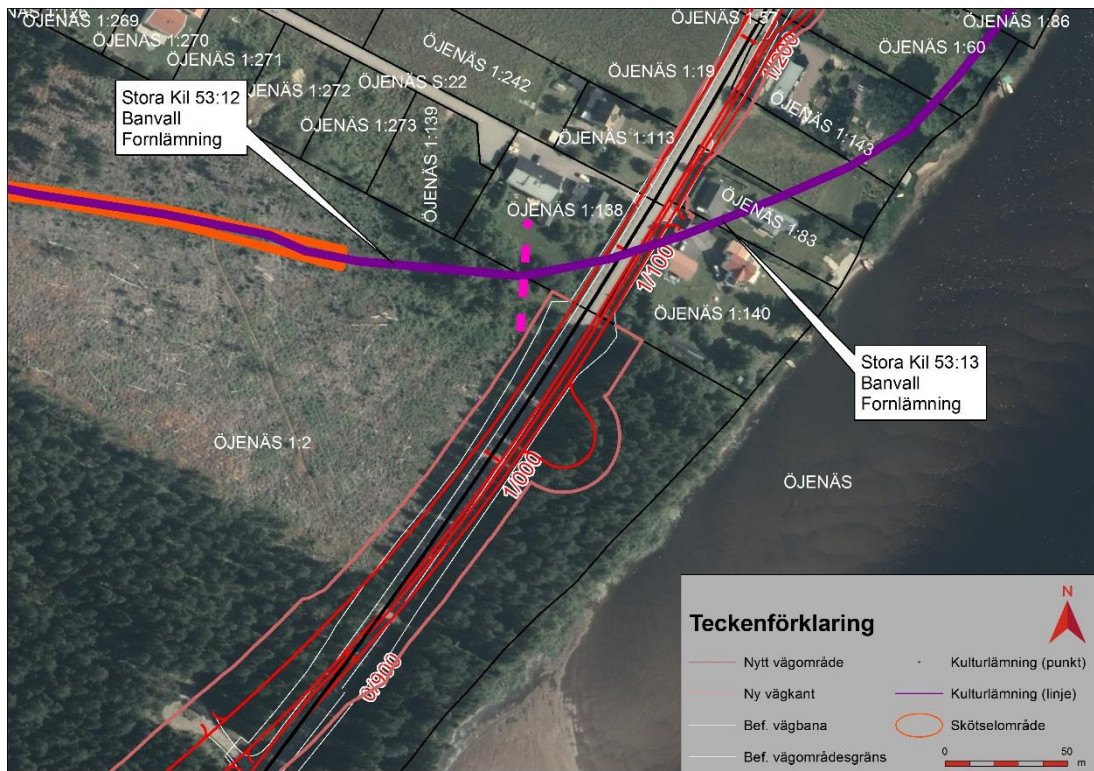 ÖJENÄS 1:269
ÖJENÄS 1:270
ÖJENÄS 1:271
ÖJENÄS 1:272
ÖJENÄS 1:273
ÖJENÄS S:22
ÖJENÄS 1:242
ÖJENÄS 1:139
ÖJENÄS 1:19
ÖJENÄS 1:57
ÖJENÄS 1:86
ÖJENÄS 1:60
1/200
ÖJENÄS 1:143
ÖJENÄS 1:113
ÖJENÄS 1:138
ÖJENÄS 1:83
1/100
ÖJENÄS 1:140
Stora Kil 53:12
Banvall
Fornlämning
Stora Kil 53:13
Banvall
Fornlämning
ÖJENÄS 1:2
1/000
ÖJENÄS
0/900
Teckenförklaring
N
Nytt vägområde
Ny vägkant
Bef. vägbana
Bef. vägområdesgräns
Kulturlämning (punkt)
Kulturlämning (linje)
Skötselområde
0 50
m